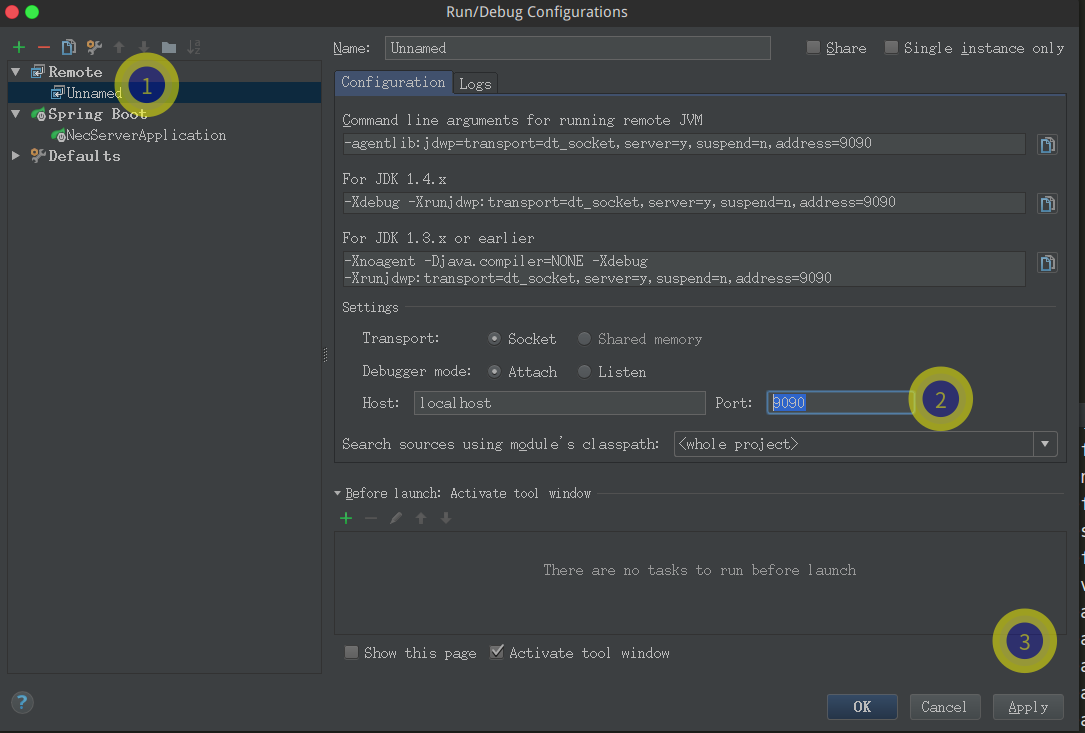 Run/Debug Configurations
Name: Unnamed
Share
Single instance only
Remote
Unnamed
1
Spring Boot
NecServerApplication
Defaults
Configuration
Logs
Command line arguments for running remote JVM
-agentlib:jdwp=transport=dt_socket,server=y,suspend=n,address=9090
For JDK 1.4.x
-Xdebug -Xrunjdwp:transport=dt_socket,server=y,suspend=n,address=9090
For JDK 1.3.x or earlier
-Xnoagent -Djava.compiler=NONE -Xdebug
-Xrunjdwp:transport=dt_socket,server=y,suspend=n,address=9090
Settings
Transport: Socket Shared memory
Debugger mode: Attach Listen
Host: localhost Port: 9090
2
Search sources using module's classpath: <whole project>
Before launch: Activate tool window
There are no tasks to run before launch
3
Show this page Activate tool window
?
OK Cancel Apply